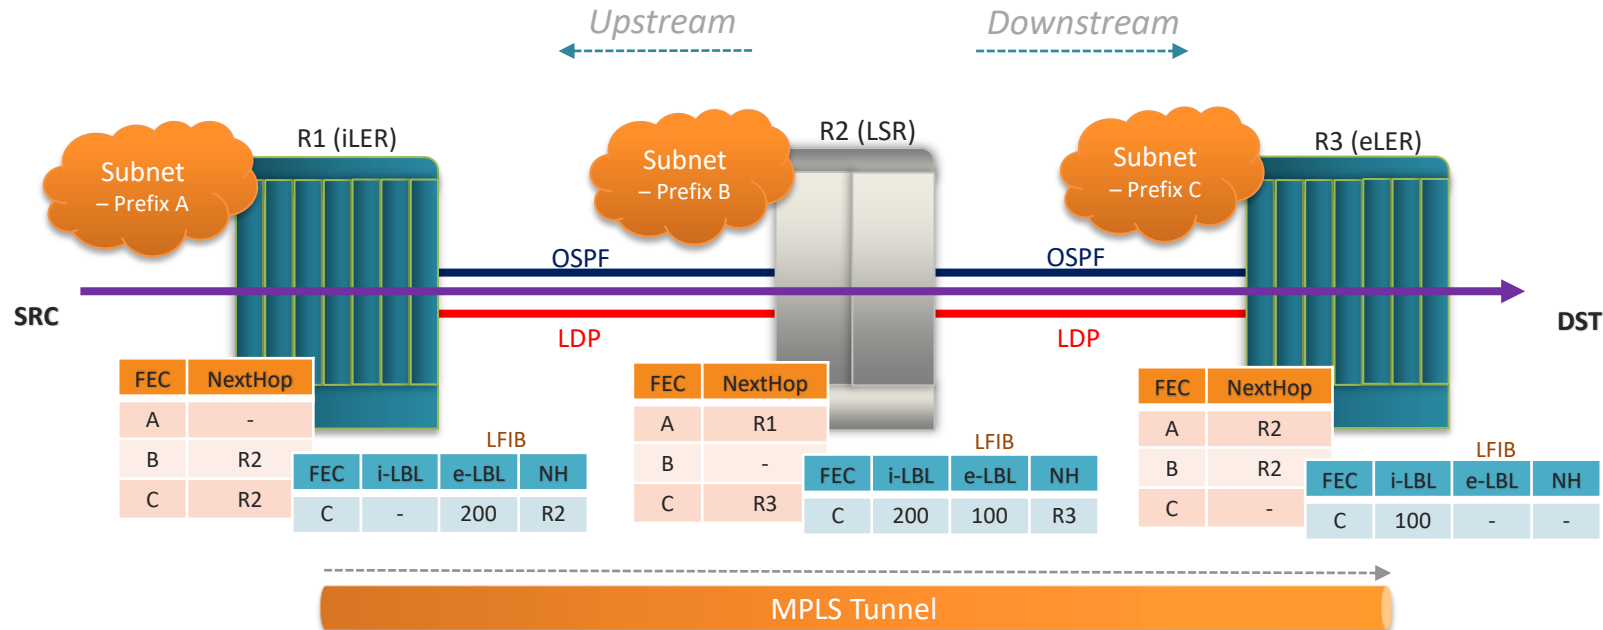 Upstream
Downstream
R1 (iLER)
R2 (LSR)
R3 (eLER)
Subnet
– Prefix A
Subnet
– Prefix B
Subnet
– Prefix C
OSPF
OSPF
SRC
DST
LDP
LDP
FEC NextHop
A -
B R2
C R2
LFIB
FEC i-LBL e-LBL NH
C - 200 R2
FEC NextHop
A R1
B -
C R3
LFIB
FEC i-LBL e-LBL NH
C 200 100 R3
FEC NextHop
A R2
B R2
C -
LFIB
FEC i-LBL e-LBL NH
C 100 - -
MPLS Tunnel